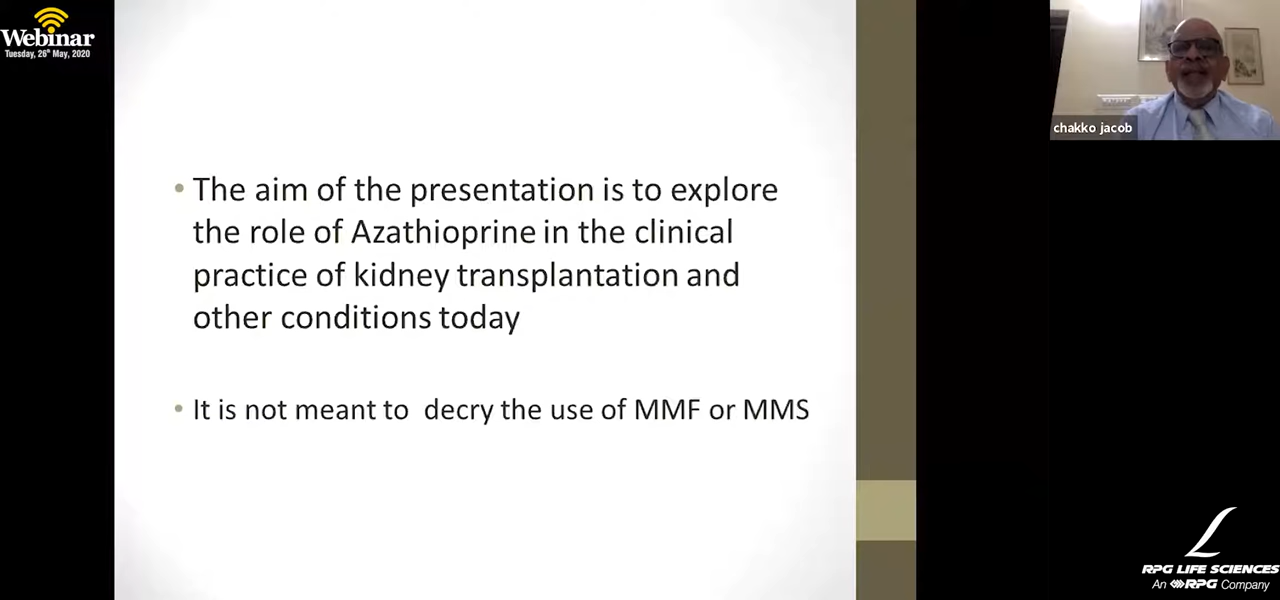 Webinar
Tuesday, 26th May, 2020
chakko jacob
• The aim of the presentation is to explore
the role of Azathioprine in the clinical
practice of kidney transplantation and
other conditions today
• It is not meant to decry the use of MMF or MMS
RPG LIFE SCIENCES
An RPG Company